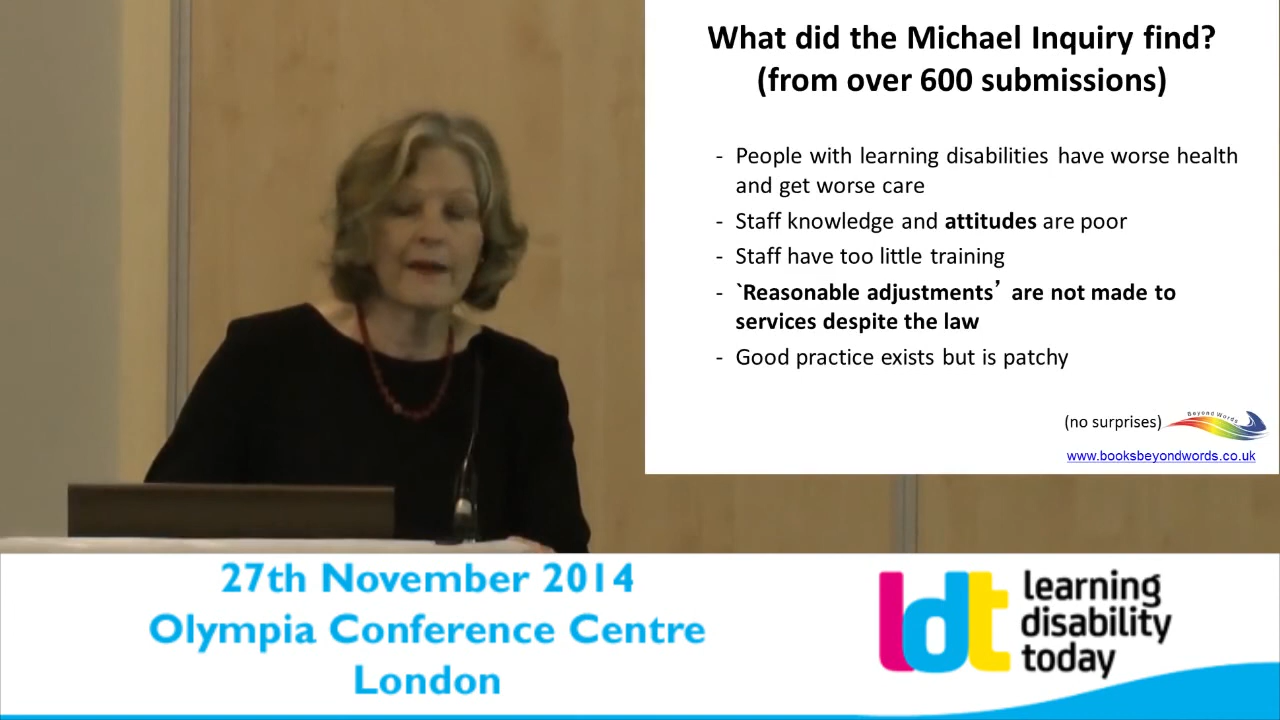 What did the Michael Inquiry find?
(from over 600 submissions)
- People with learning disabilities have worse health
and get worse care
- Staff knowledge and attitudes are poor
- Staff have too little training
- `Reasonable adjustments’ are not made to
services despite the law
- Good practice exists but is patchy
(no surprises)
Beyond Words
www.booksbeyondwords.co.uk
27th November 2014
Olympia Conference Centre
London
ldt
learning
disability
today